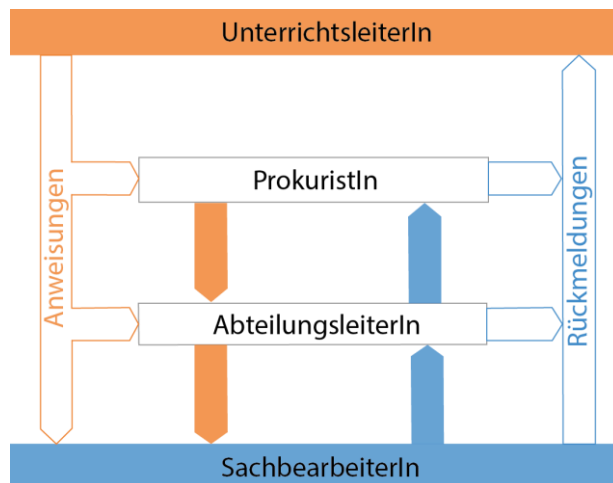 UnterrichtsleiterIn
Anweisungen
ProkuristIn
Rückmeldungen
AbteilungsleiterIn
SachbearbeiterIn